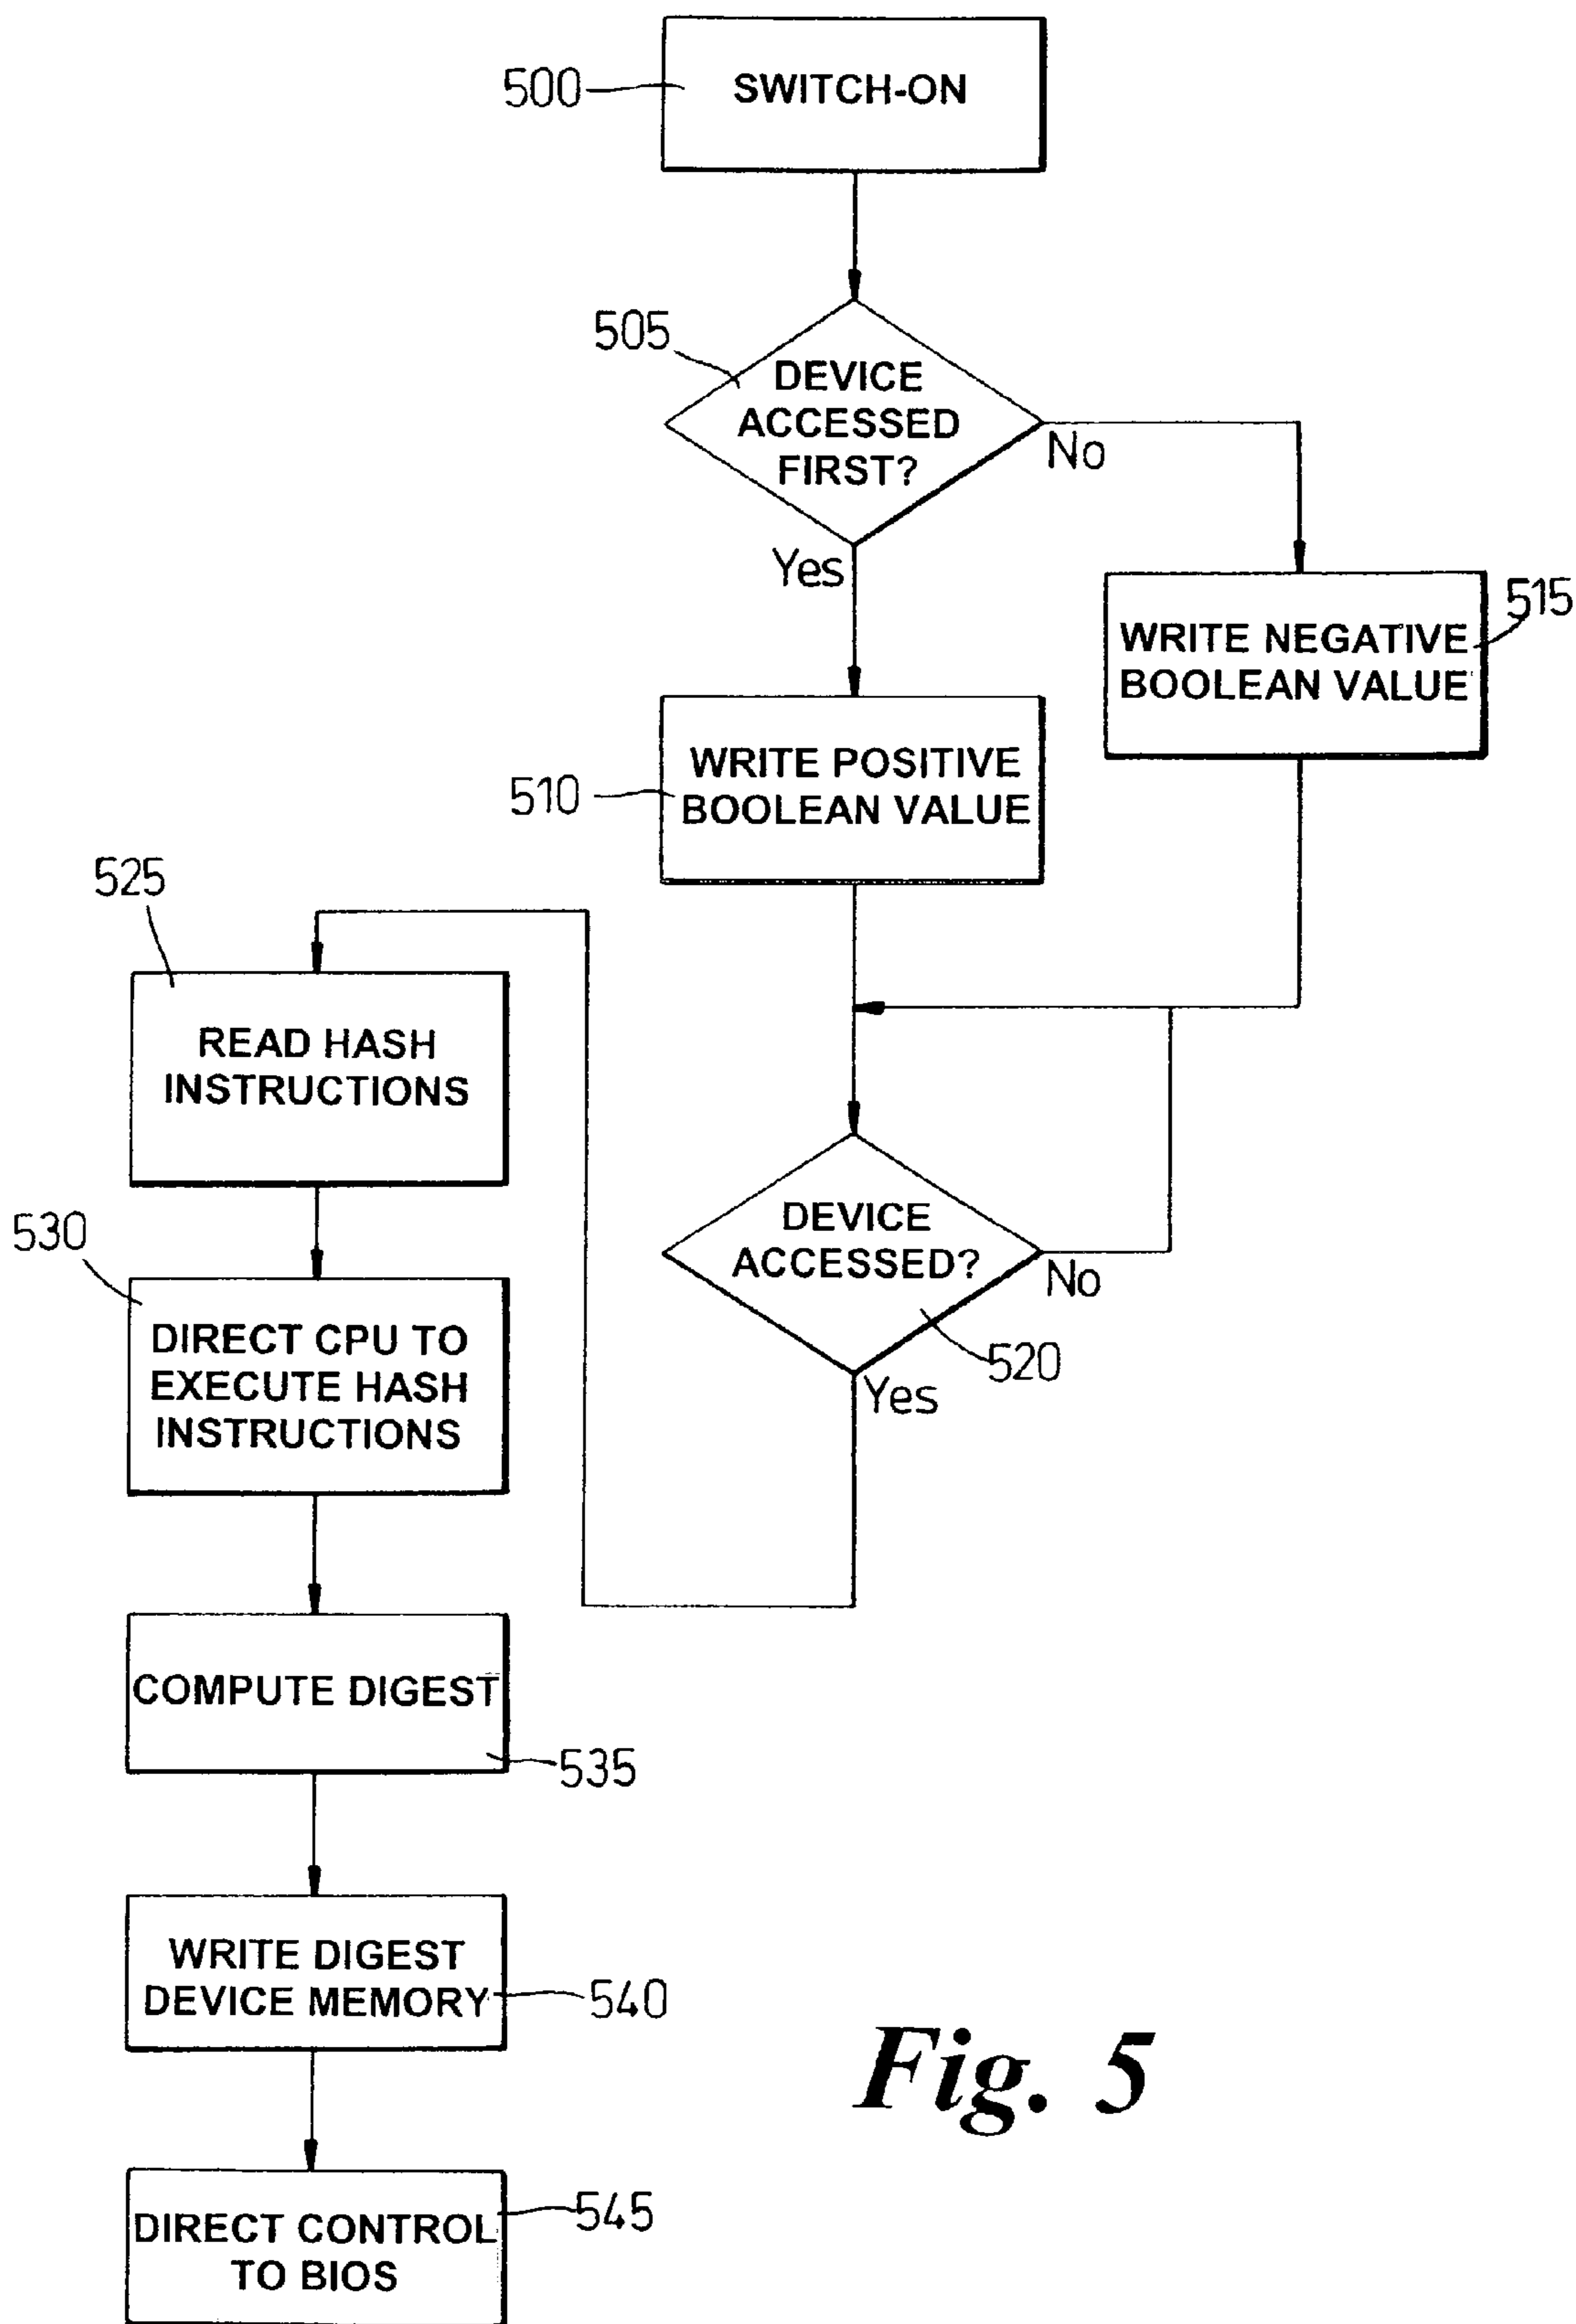 500
SWITCH-ON
505
DEVICE
ACCESSED
FIRST?
No
Yes
515
WRITE NEGATIVE
BOOLEAN VALUE
510
WRITE POSITIVE
BOOLEAN VALUE
525
READ HASH
INSTRUCTIONS
DEVICE
ACCESSED?
No
520
Yes
530
DIRECT CPU TO
EXECUTE HASH
INSTRUCTIONS
COMPUTE DIGEST
535
WRITE DIGEST
DEVICE MEMORY
540
DIRECT CONTROL
TO BIOS
545
Fig. 5